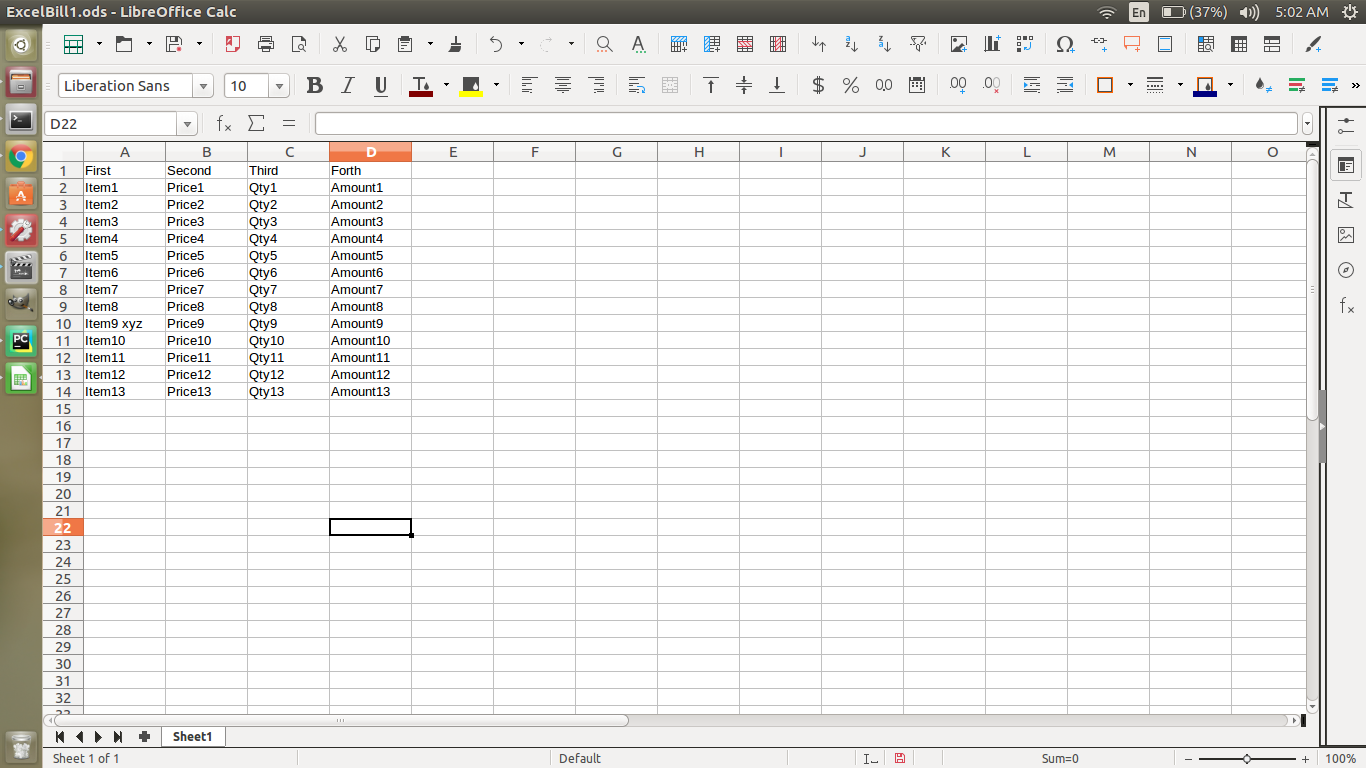 ExcelBill1.ods - LibreOffice Calc En (37%) 5:02 AM
Liberation Sans 10
D22
A B C D E F G H I J K L M N O
1 First Second Third Forth
2 Item1 Price1 Qty1 Amount1
3 Item2 Price2 Qty2 Amount2
4 Item3 Price3 Qty3 Amount3
5 Item4 Price4 Qty4 Amount4
6 Item5 Price5 Qty5 Amount5
7 Item6 Price6 Qty6 Amount6
8 Item7 Price7 Qty7 Amount7
9 Item8 Price8 Qty8 Amount8
10 Item9 xyz Price9 Qty9 Amount9
11 Item10 Price10 Qty10 Amount10
12 Item11 Price11 Qty11 Amount11
13 Item12 Price12 Qty12 Amount12
14 Item13 Price13 Qty13 Amount13
15
16
17
18
19
20
21
22
23
24
25
26
27
28
29
30
31
32
Sheet1
Sheet 1 of 1 Default Sum=0 100%